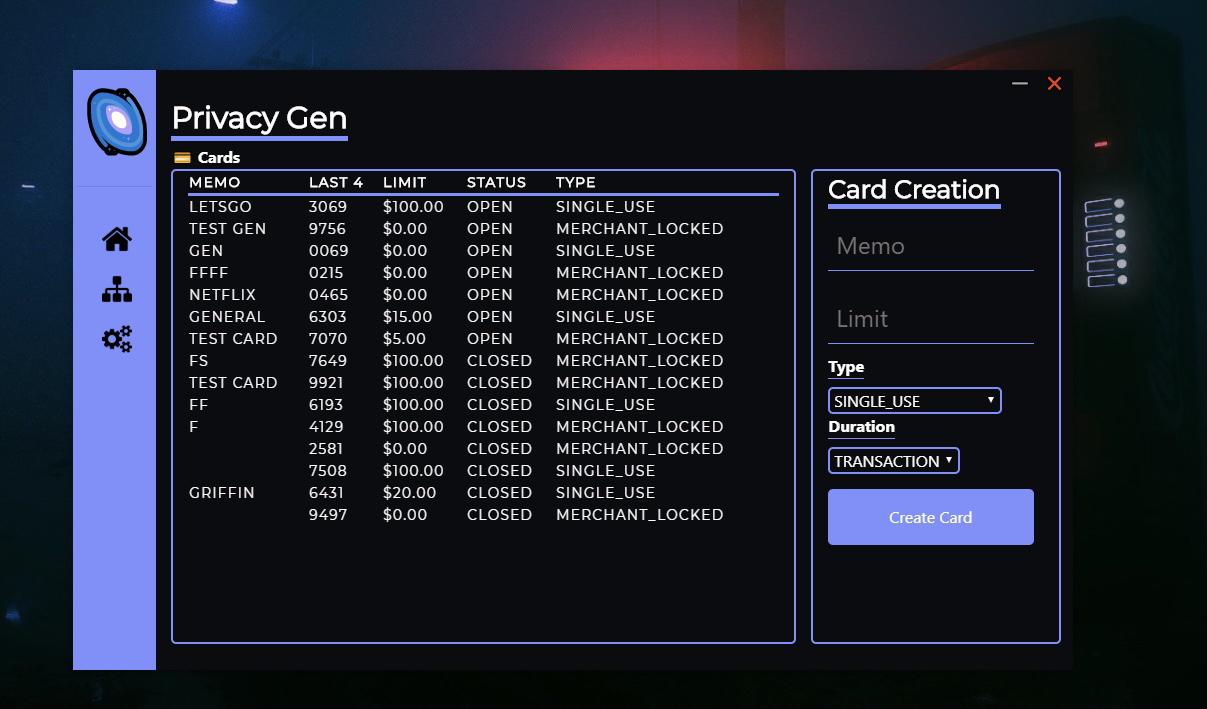 Privacy Gen
Cards
MEMO LAST 4 LIMIT STATUS TYPE
LETSGO 3069 $100.00 OPEN SINGLE_USE
TEST GEN 9756 $0.00 OPEN MERCHANT_LOCKED
GEN 0069 $0.00 OPEN SINGLE_USE
FFFF 0215 $0.00 OPEN MERCHANT_LOCKED
NETFLIX 0465 $0.00 OPEN MERCHANT_LOCKED
GENERAL 6303 $15.00 OPEN SINGLE_USE
TEST CARD 7070 $5.00 OPEN MERCHANT_LOCKED
FS 7649 $100.00 CLOSED MERCHANT_LOCKED
TEST CARD 9921 $100.00 CLOSED MERCHANT_LOCKED
FF 6193 $100.00 CLOSED SINGLE_USE
F 4129 $100.00 CLOSED MERCHANT_LOCKED
2581 $0.00 CLOSED MERCHANT_LOCKED
7508 $100.00 CLOSED SINGLE_USE
GRIFFIN 6431 $20.00 CLOSED SINGLE_USE
9497 $0.00 CLOSED MERCHANT_LOCKED
Card Creation
Memo
Limit
Type
SINGLE_USE
Duration
TRANSACTION
Create Card